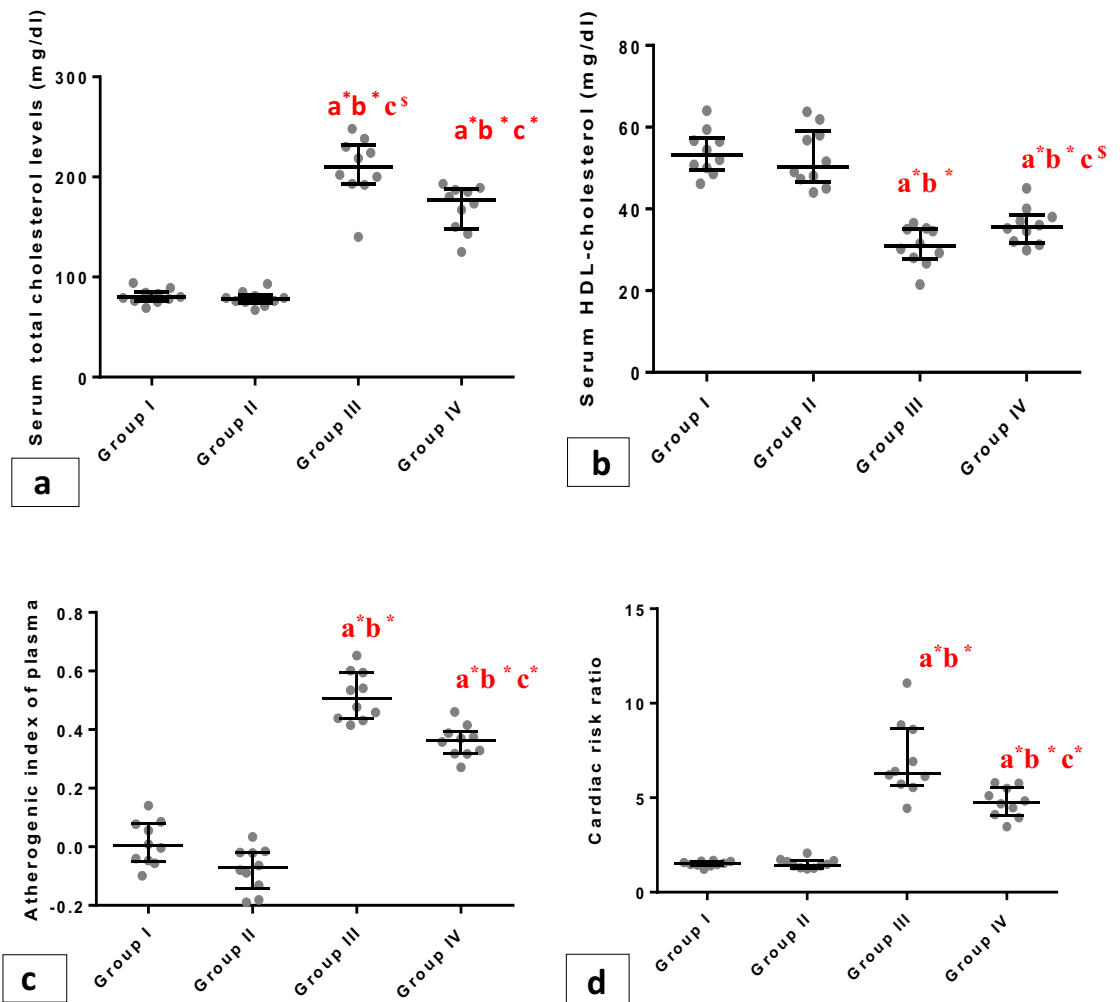 Serum total cholesterol levels (mg/dl)
300
200
100
0
a*b*c$
a*b*c*
Group I
Group II
Group III
Group IV
a
Serum HDL-cholesterol (mg/dl)
80
60
40
20
0
a*b*
a*b*c$
Group I
Group II
Group III
Group IV
b
Atherogenic index of plasma
0.8
0.6
0.4
0.2
0.0
-0.2
a*b*
a*b*c*
Group I
Group II
Group III
Group IV
c
Cardiac risk ratio
15
10
5
0
a*b*
a*b*c*
Group I
Group II
Group III
Group IV
d